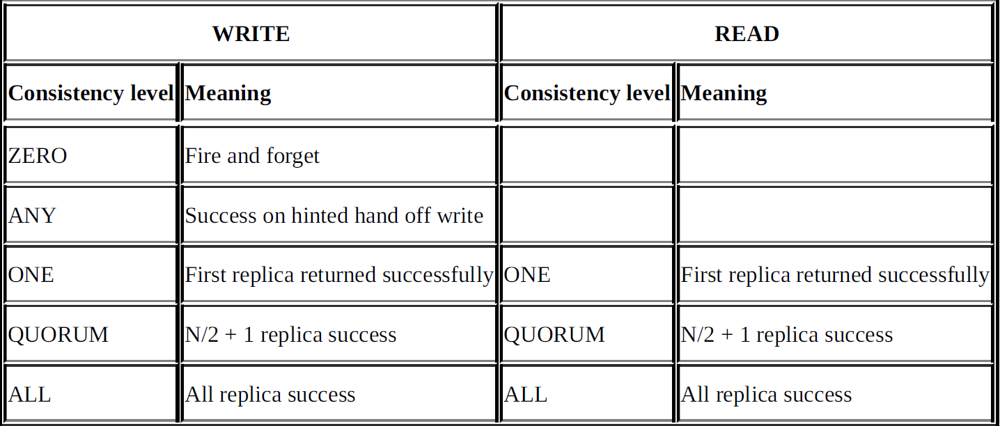 WRITE READ
Consistency level Meaning Consistency level Meaning
ZERO Fire and forget
ANY Success on hinted hand off write
ONE First replica returned successfully ONE First replica returned successfully
QUORUM N/2 + 1 replica success QUORUM N/2 + 1 replica success
ALL All replica success ALL All replica success